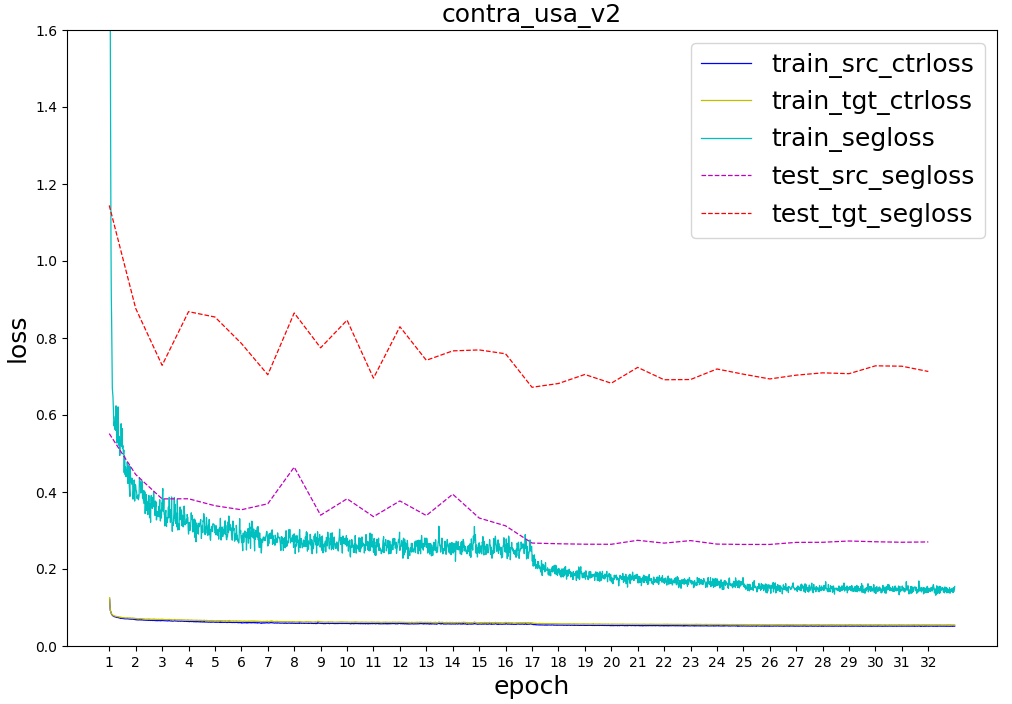 contra_usa_v2
1.6
1.4
1.2
1.0
0.8
0.6
0.4
0.2
0.0
loss
train_src_ctrloss
train_tgt_ctrloss
train_segloss
test_src_segloss
test_tgt_segloss
1 2 3 4 5 6 7 8 9 10 11 12 13 14 15 16 17 18 19 20 21 22 23 24 25 26 27 28 29 30 31 32
epoch